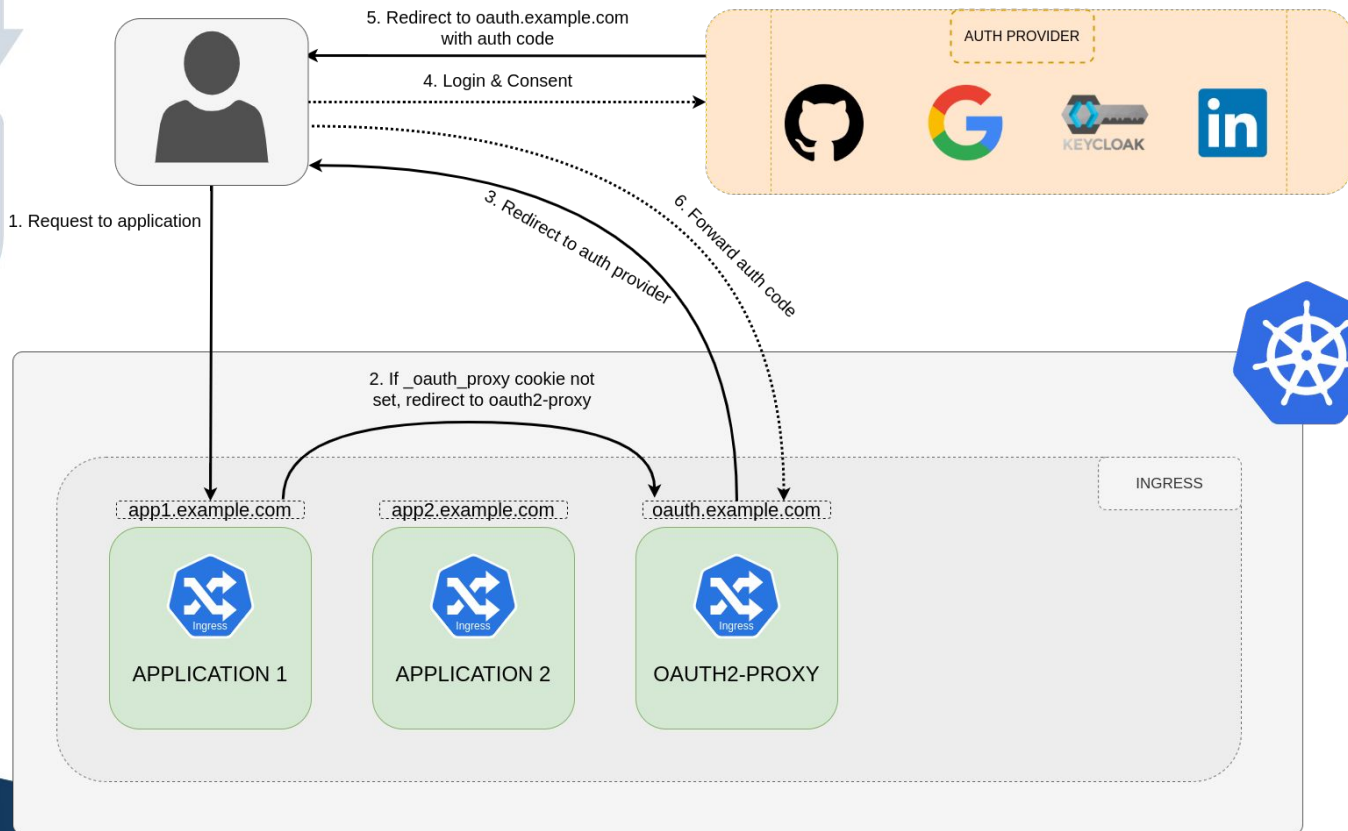 5. Redirect to oauth.example.com
with auth code
AUTH PROVIDER
4. Login & Consent
KEYCLOAK
in
1. Request to application
3. Redirect to auth provider
6. Forward auth code
2. If _oauth_proxy cookie not
set, redirect to oauth2-proxy
INGRESS
app1.example.com
app2.example.com
oauth.example.com
Ingress
Ingress
Ingress
APPLICATION 1
APPLICATION 2
OAUTH2-PROXY